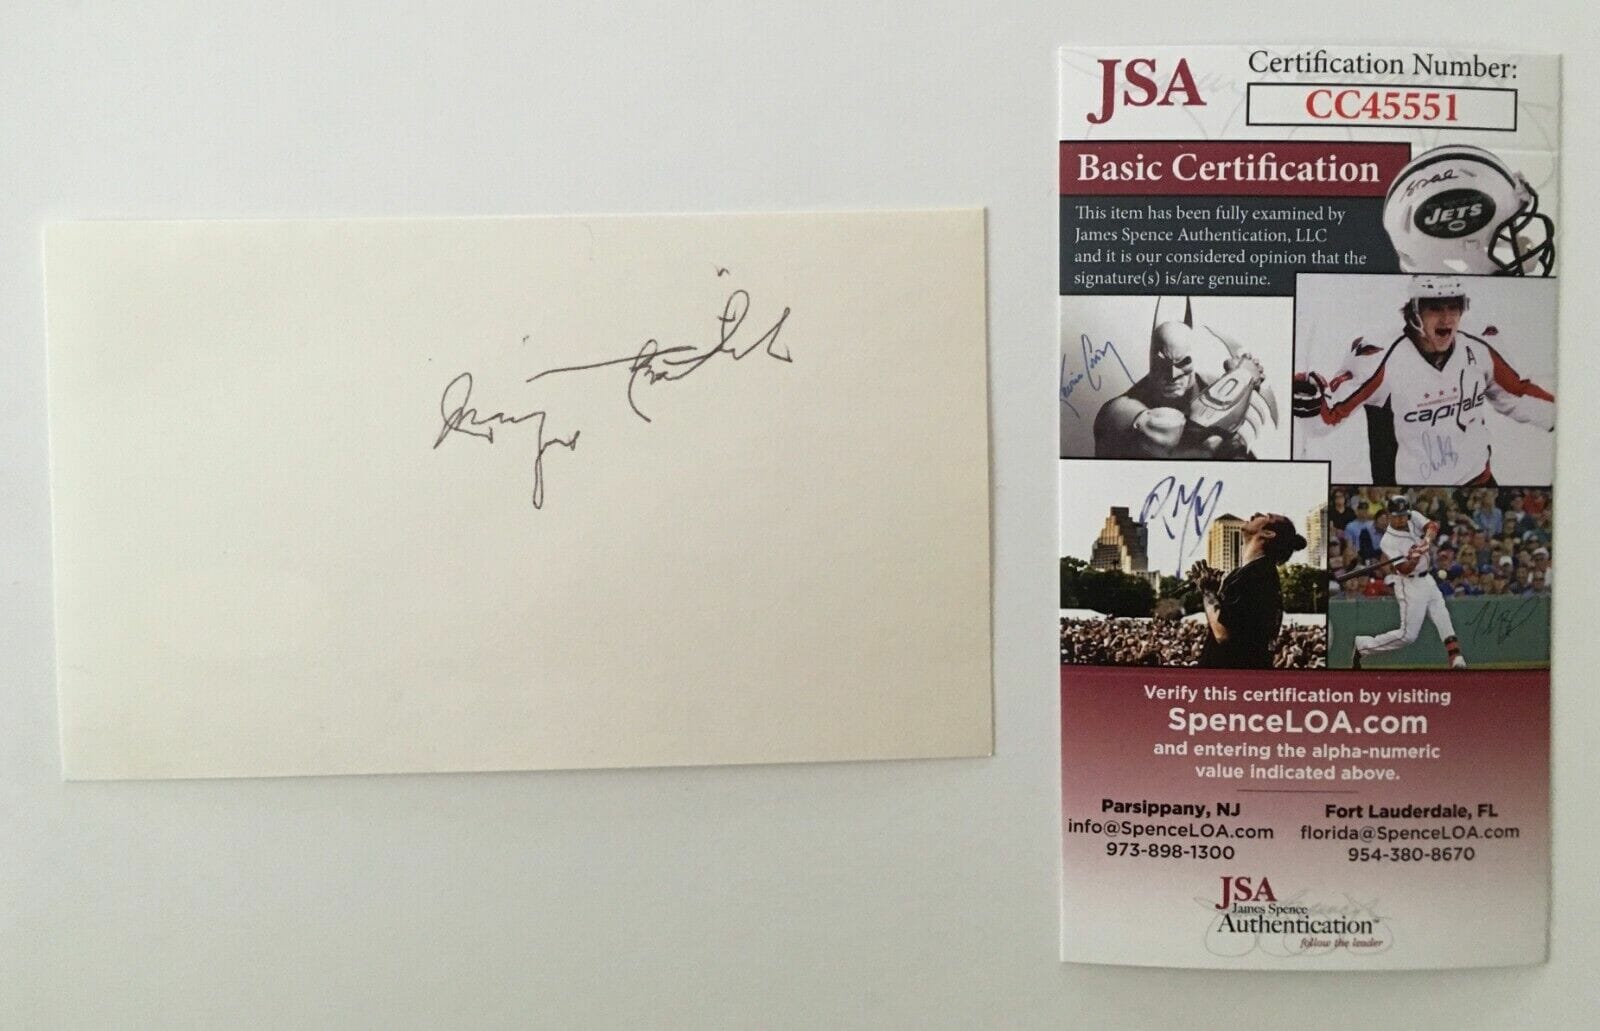 JSA
Certification Number:
CC45551
Basic Certification
This item has been fully examined by
James Spence Authentication, LLC
and it is our considered opinion that the
signature(s) is/are genuine.
JETS
A
capitals
Verify this certification by visiting
SpenceLOA.com
and entering the alpha-numeric
value indicated above.
Parsippany, NJ
info@SpenceLOA.com
973-898-1300
Fort Lauderdale, FL
florida@SpenceLOA.com
954-380-8670
JSA
James Spence
Authentication™
follow the leader